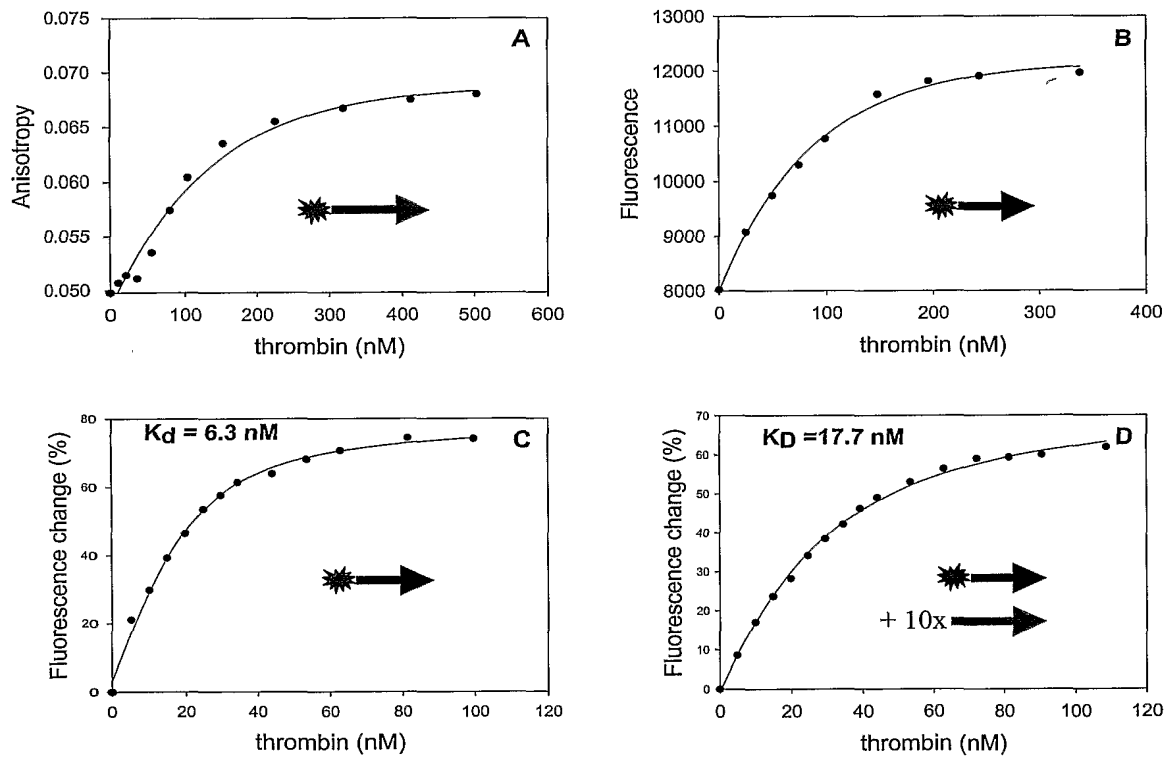 A
Anisotropy
0.075
0.070
0.065
0.060
0.055
0.050
0 100 200 300 400 500 600
thrombin (nM)
B
Fluorescence
13000
12000
11000
10000
9000
8000
0 100 200 300 400
thrombin (nM)
Kd = 6.3 nM
C
Fluorescence change (%)
80
60
40
20
0
0 20 40 60 80 100 120
thrombin (nM)
KD =17.7 nM
D
Fluorescence change (%)
70
60
50
40
30
20
10
0
+ 10x
0 20 40 60 80 100 120
thrombin (nM)